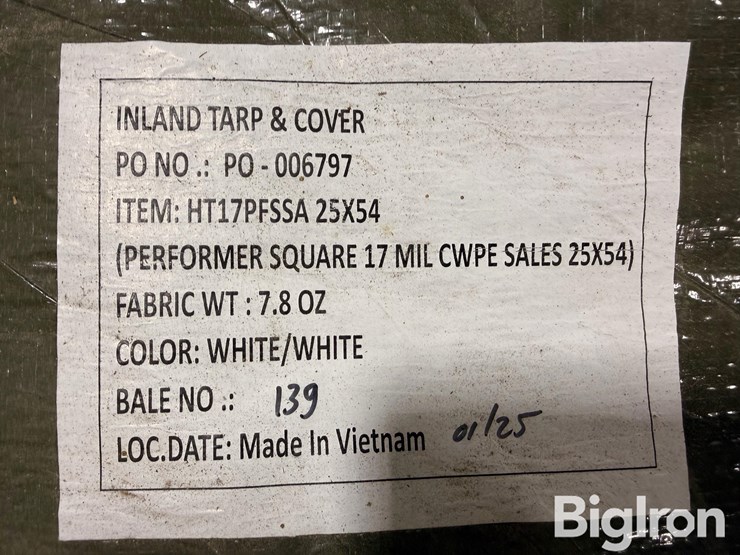 INLAND TARP & COVER
PO NO .: PO - 006797
ITEM: HT17PFSSA 25X54
(PERFORMER SQUARE 17 MIL CWPE SALES 25X54)
FABRIC WT : 7.8 OZ
COLOR: WHITE/WHITE
BALE NO .: 139
LOC.DATE: Made In Vietnam 01/25
BigIron